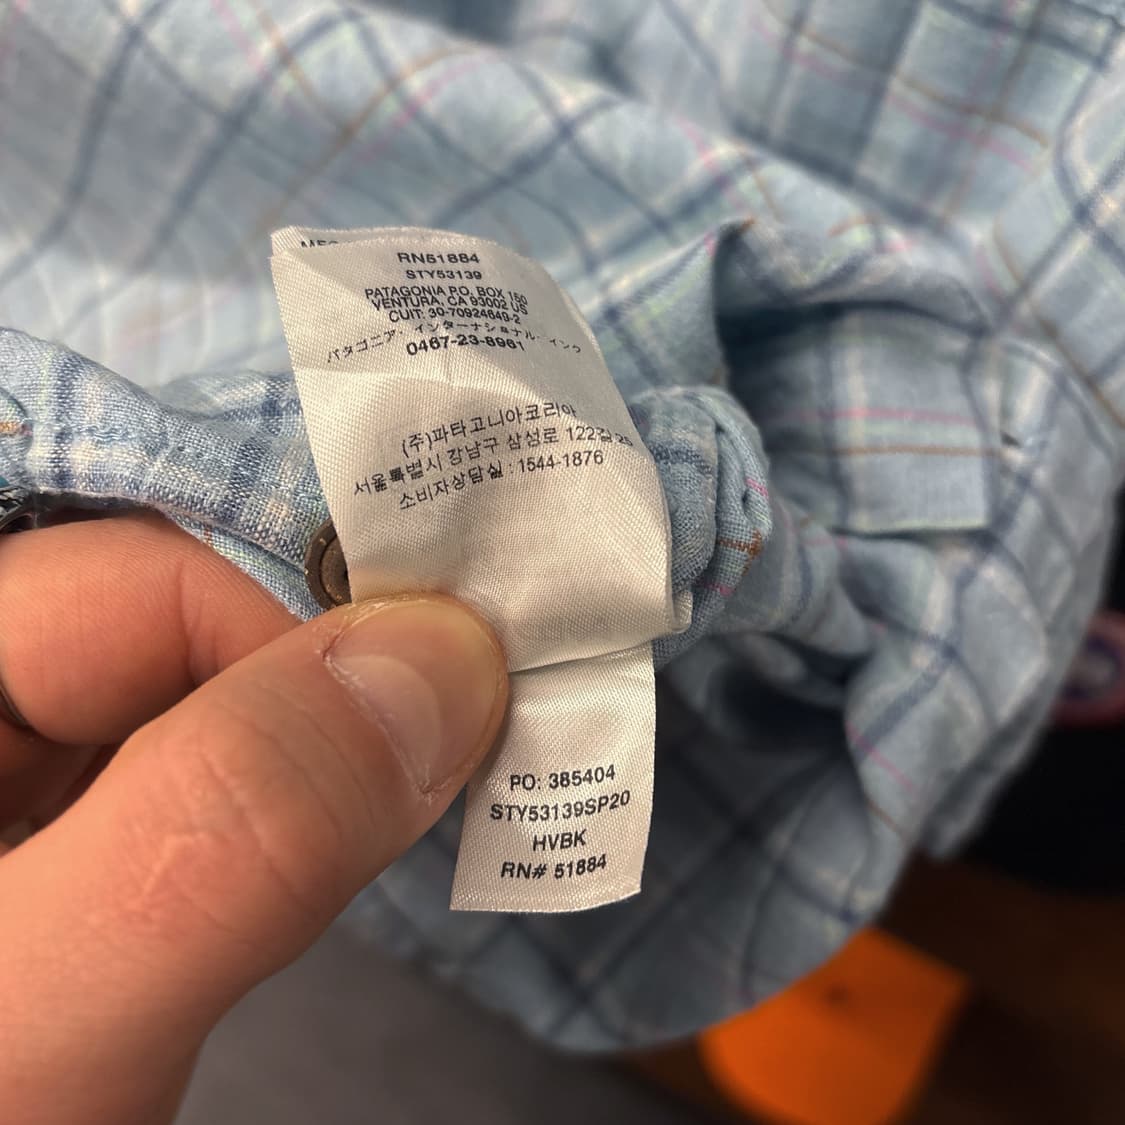 RN51884
STY53139
PATAGONIA P.O. BOX 150
VENTURA, CA 93002 US
CUIT: 30-70924649-2
パタゴニア・インターナショナル・インク
0467-23-8961
(주)파타고니아코리아
서울특별시 강남구 삼성로 122길
소비자상담실 : 1544-1876
PO: 385404
STY53139SP20
HVBK
RN# 51884